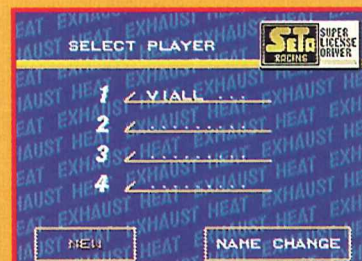 SELECT PLAYER
SETA
RACING
SUPER
LICENSE
DRIVER
1 VIALL
2
3
4
NEW
NAME CHANGE
EXHAUST HEAT